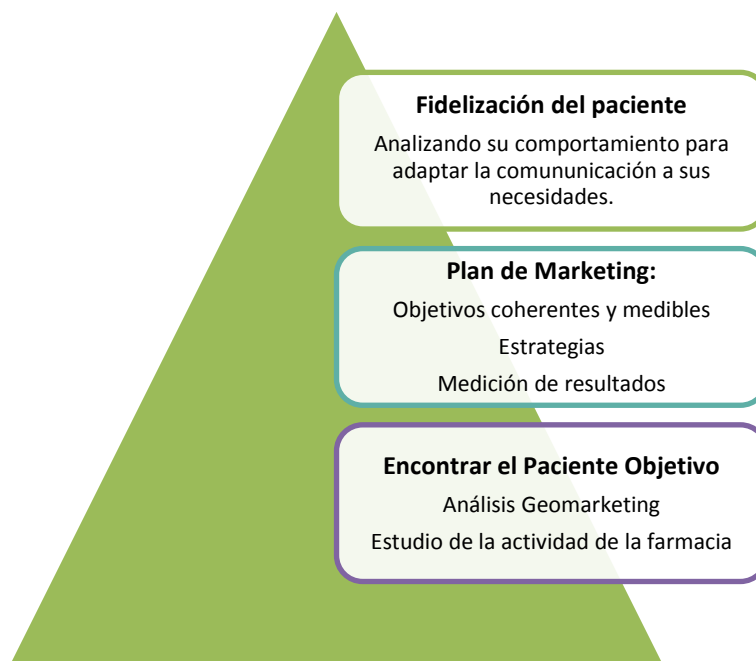 Fidelización del paciente
Analizando su comportamiento para
adaptar la comununicación a sus
necesidades.
Plan de Marketing:
Objetivos coherentes y medibles
Estrategias
Medición de resultados
Encontrar el Paciente Objetivo
Análisis Geomarketing
Estudio de la actividad de la farmacia